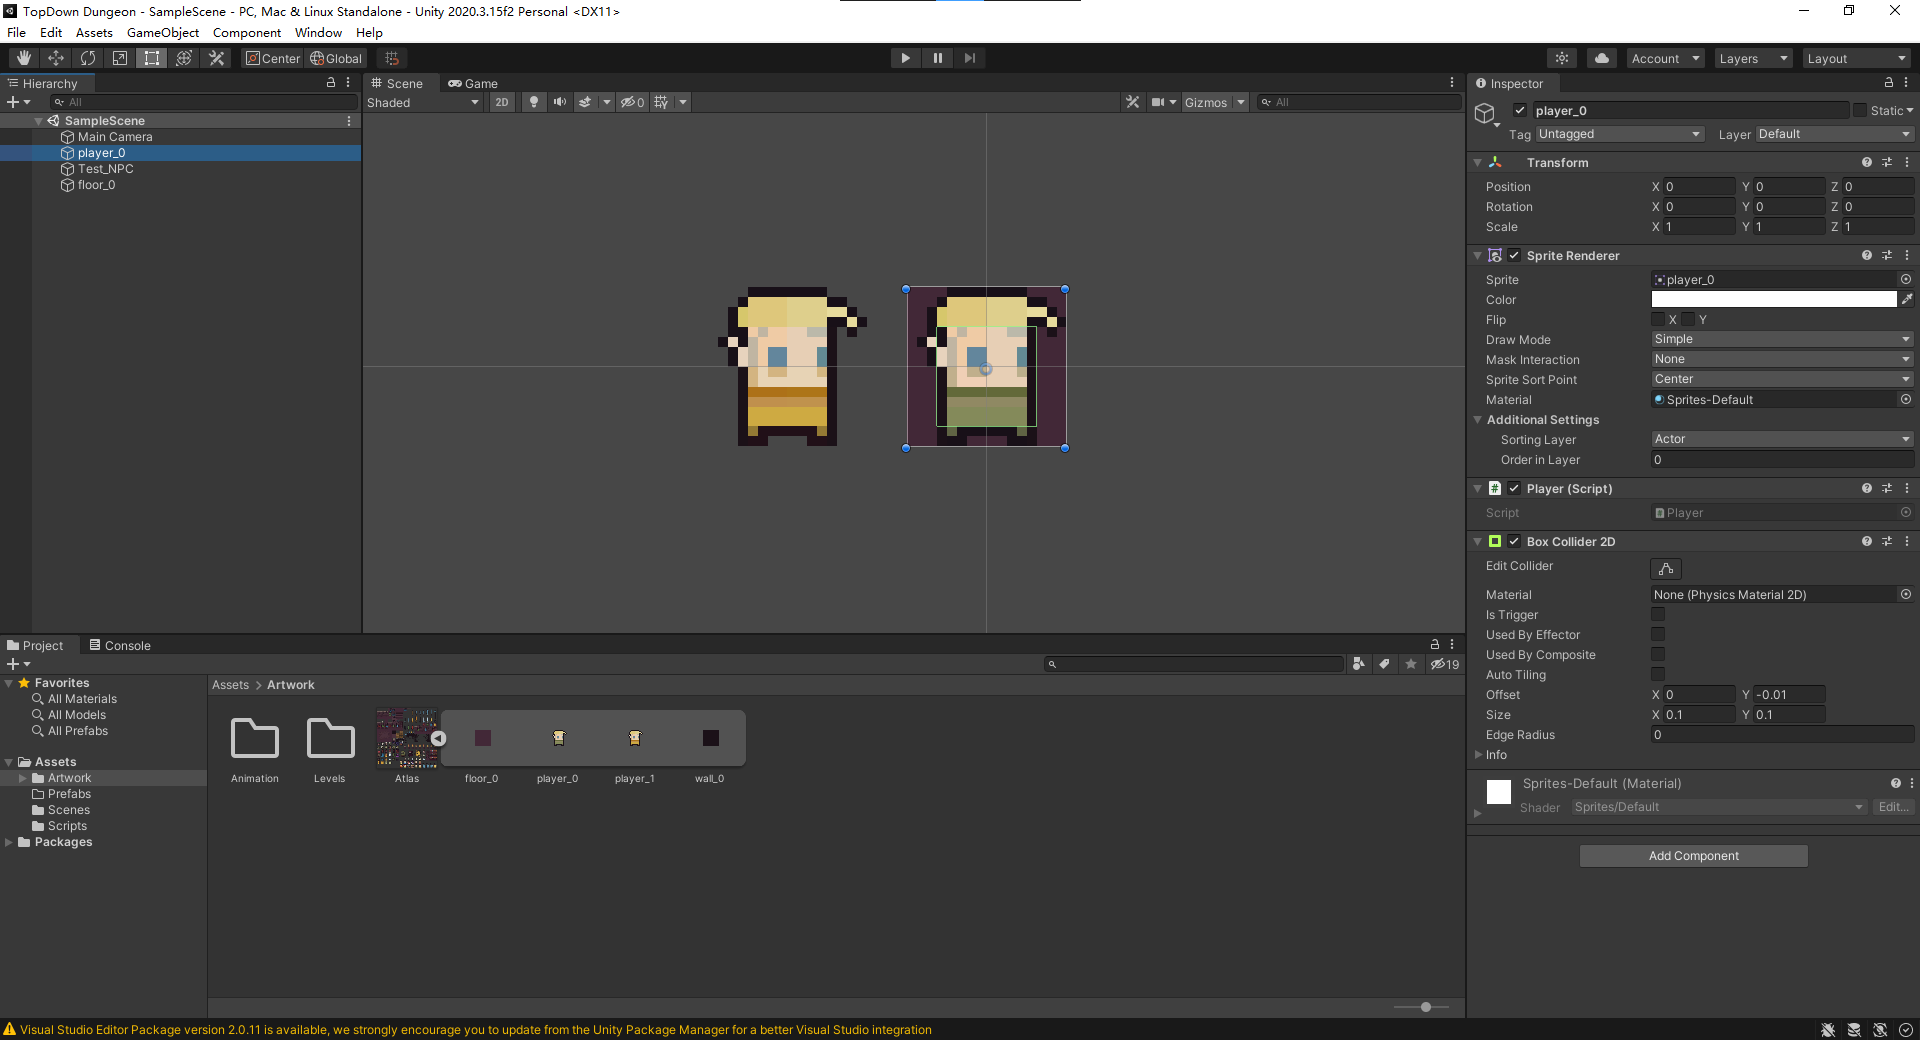 TopDown Dungeon - SampleScene - PC, Mac & Linux Standalone - Unity 2020.3.15f2 Personal <DX11>
File Edit Assets GameObject Component Window Help
Center Global Account Layers Layout
Hierarchy
All
SampleScene
Main Camera
player_0
Test_NPC
floor_0
Scene Game
Shaded 2D 0 Gizmos All
Inspector
player_0 Static
Tag Untagged Layer Default
Transform
Position X 0 Y 0 Z 0
Rotation X 0 Y 0 Z 0
Scale X 1 Y 1 Z 1
Sprite Renderer
Sprite player_0
Color
Flip X Y
Draw Mode Simple
Mask Interaction None
Sprite Sort Point Center
Material Sprites-Default
Additional Settings
Sorting Layer Actor
Order in Layer 0
# Player (Script)
Script Player
Box Collider 2D
Edit Collider
Material None (Physics Material 2D)
Is Trigger
Used By Effector
Used By Composite
Auto Tiling
Offset X 0 Y -0.01
Size X 0.1 Y 0.1
Edge Radius 0
Info
Sprites-Default (Material)
Shader Sprites/Default Edit...
Add Component
Project Console
19
Favorites
All Materials
All Models
All Prefabs
Assets
Artwork
Prefabs
Scenes
Scripts
Packages
Assets > Artwork
Animation Levels Atlas floor_0 player_0 player_1 wall_0
Visual Studio Editor Package version 2.0.11 is available, we strongly encourage you to update from the Unity Package Manager for a better Visual Studio integration